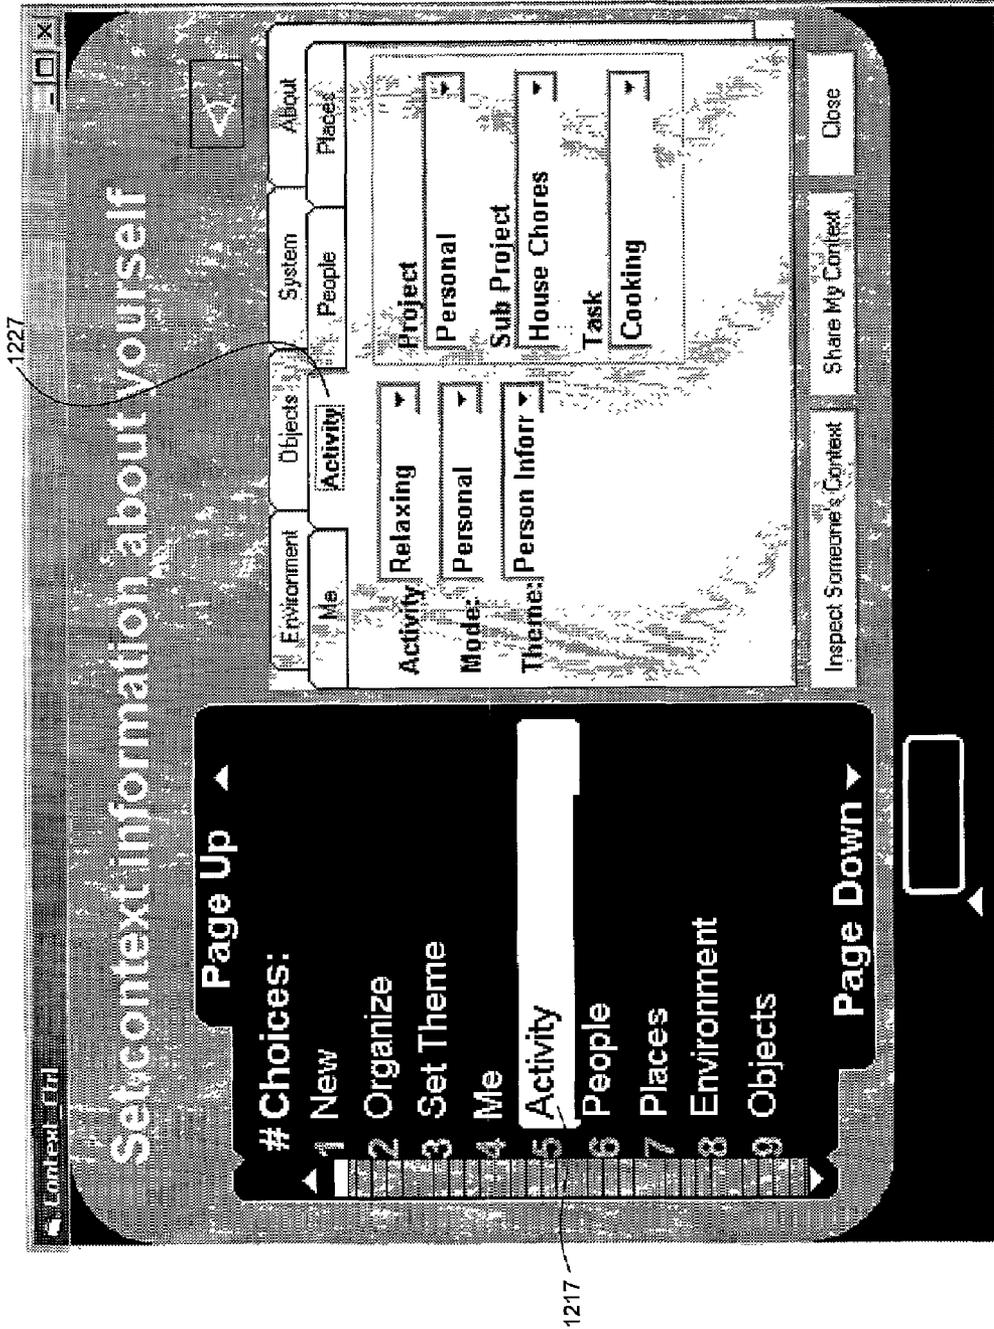 1227
Context_Ctrl
Set context information about yourself
Page Up
# Choices:
1 New
2 Organize
3 Set Theme
4 Me
5 Activity
6 People
7 Places
8 Environment
9 Objects
Page Down
Environment Objects System About
Me Activity People Places
Activity Relaxing
Mode: Personal
Theme: Person Inforr
Project
Personal
Sub Project
House Chores
Task
Cooking
Inspect Someone's Context Share My Context Close
1217